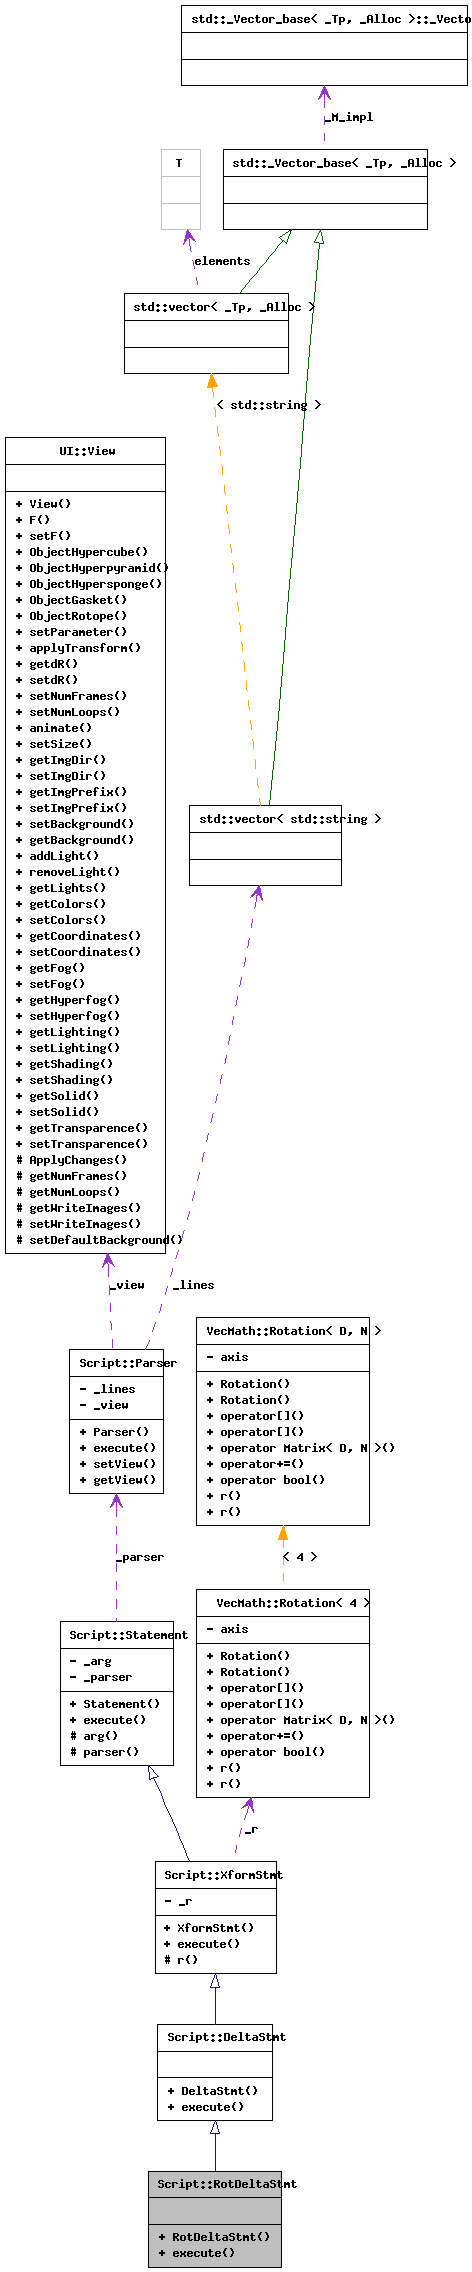 std::_Vector_base< _Tp, _Alloc >::_Vecto
_M_impl
T
std::_Vector_base< _Tp, _Alloc >
elements
std::vector< _Tp, _Alloc >
< std::string >
UI::View
+ View()
+ F()
+ setF()
+ ObjectHypercube()
+ ObjectHyperpyramid()
+ ObjectHypersponge()
+ ObjectGasket()
+ ObjectRotope()
+ setParameter()
+ applyTransform()
+ getdR()
+ setdR()
+ setNumFrames()
+ setNumLoops()
+ animate()
+ setSize()
+ getImgDir()
+ setImgDir()
+ getImgPrefix()
+ setImgPrefix()
+ setBackground()
+ getBackground()
+ addLight()
+ removeLight()
+ getLights()
+ getColors()
+ setColors()
+ getCoordinates()
+ setCoordinates()
+ getFog()
+ setFog()
+ getHyperfog()
+ setHyperfog()
+ getLighting()
+ setLighting()
+ getShading()
+ setShading()
+ getSolid()
+ setSolid()
+ getTransparence()
+ setTransparence()
# ApplyChanges()
# getNumFrames()
# getNumLoops()
# getWriteImages()
# setWriteImages()
# setDefaultBackground()
std::vector< std::string >
_view
_lines
Script::Parser
- _lines
- _view
+ Parser()
+ execute()
+ setView()
+ getView()
VecMath::Rotation< D, N >
- axis
+ Rotation()
+ Rotation()
+ operator[]()
+ operator[]()
+ operator Matrix< D, N >()
+ operator+=()
+ operator bool()
+ r()
+ r()
_parser
< 4 >
Script::Statement
- _arg
- _parser
+ Statement()
+ execute()
# arg()
# parser()
VecMath::Rotation< 4 >
- axis
+ Rotation()
+ Rotation()
+ operator[]()
+ operator[]()
+ operator Matrix< D, N >()
+ operator+=()
+ operator bool()
+ r()
+ r()
_r
Script::XformStmt
- _r
+ XformStmt()
+ execute()
# r()
Script::DeltaStmt
+ DeltaStmt()
+ execute()
Script::RotDeltaStmt
+ RotDeltaStmt()
+ execute()